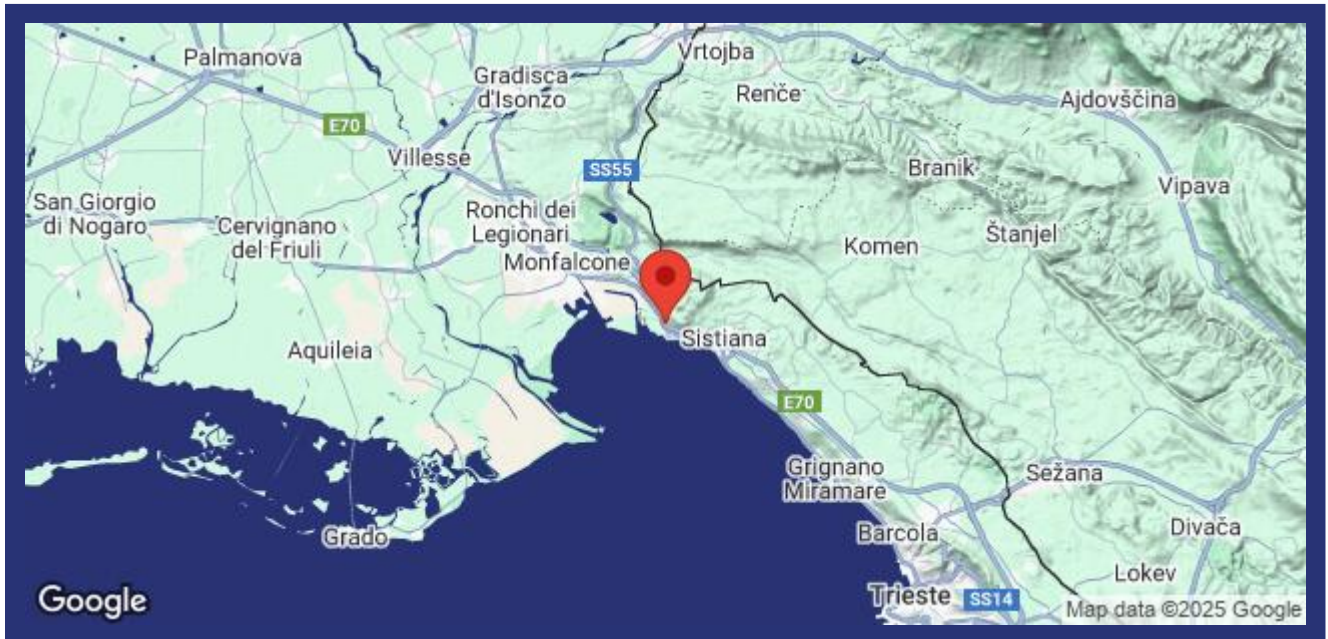 Palmanova
Vrtojba
Gradisca
d'Isonzo
Renče
Ajdovščina
E70
Villesse
SS55
Branik
Vipava
San Giorgio
di Nogaro
Cervignano
del Friuli
Ronchi dei
Legionari
Monfalcone
Komen
Štanjel
Aquileia
Sistiana
E70
Grignano
Miramare
Sežana
Grado
Barcola
Divača
Lokev
Trieste
SS14
Google
Map data ©2025 Google